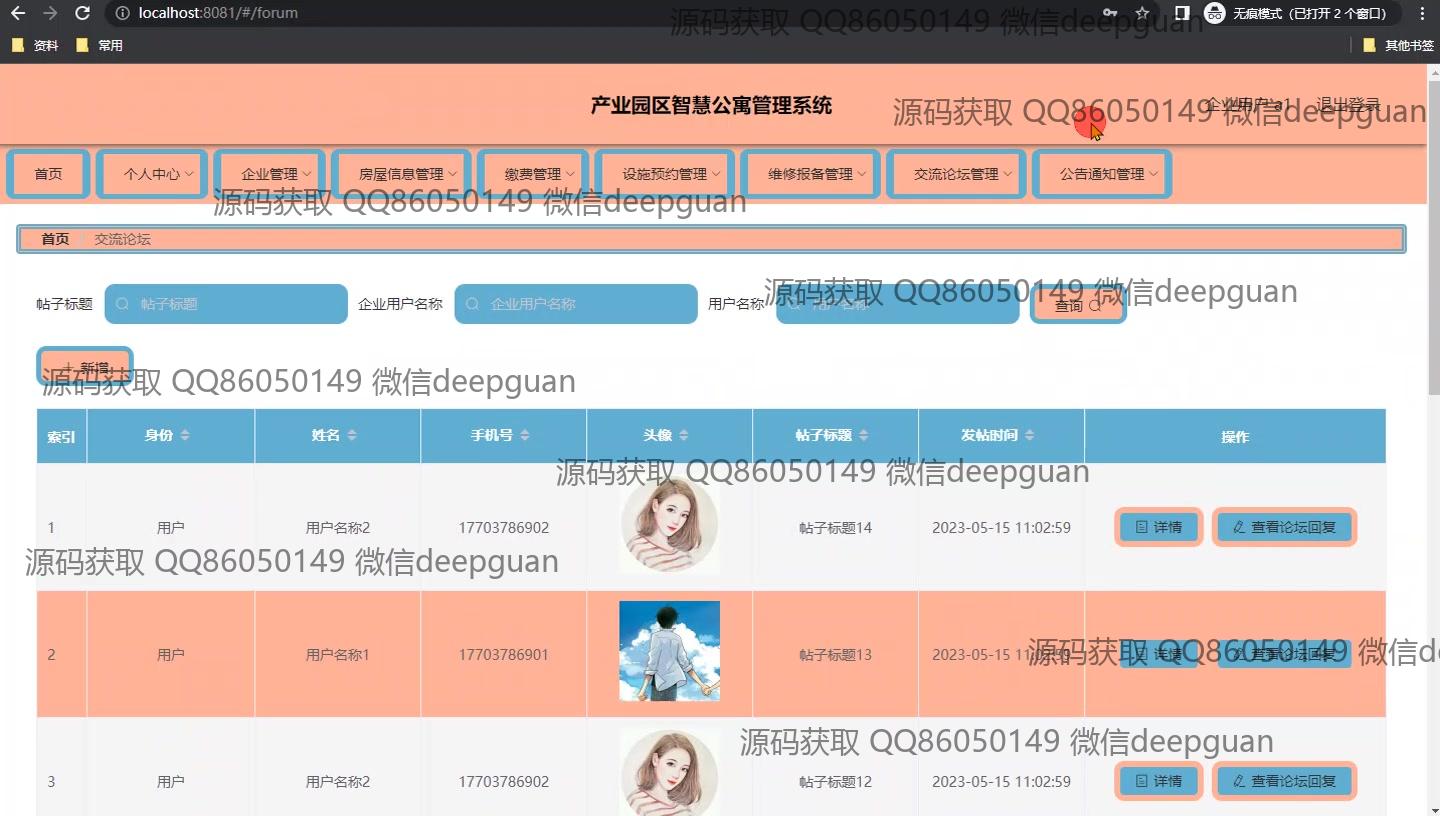 localhost:8081/#/forum
无痕模式（已打开 2 个窗口）
资料 常用 其他书签
源码获取 QQ86050149 微信deepguan
产业园区智慧公寓管理系统
企业用户 a1 退出登录
源码获取 QQ86050149 微信deepguan
首页 个人中心 企业管理 房屋信息管理 缴费管理 设施预约管理 维修报备管理 交流论坛管理 公告通知管理
源码获取 QQ86050149 微信deepguan
首页 交流论坛
帖子标题 帖子标题 企业用户名称 企业用户名称 用户名称 用户名称 查询
源码获取 QQ86050149 微信deepguan
新增
源码获取 QQ86050149 微信deepguan
索引 身份 姓名 手机号 头像 帖子标题 发帖时间 操作
源码获取 QQ86050149 微信deepguan
1 用户 用户名称2 17703786902 帖子标题14 2023-05-15 11:02:59 详情 查看论坛回复
源码获取 QQ86050149 微信deepguan
2 用户 用户名称1 17703786901 帖子标题13 2023-05-15 11:02:59 详情 查看论坛回复
源码获取 QQ86050149 微信de
源码获取 QQ86050149 微信deepguan
3 用户 用户名称2 17703786902 帖子标题12 2023-05-15 11:02:59 详情 查看论坛回复